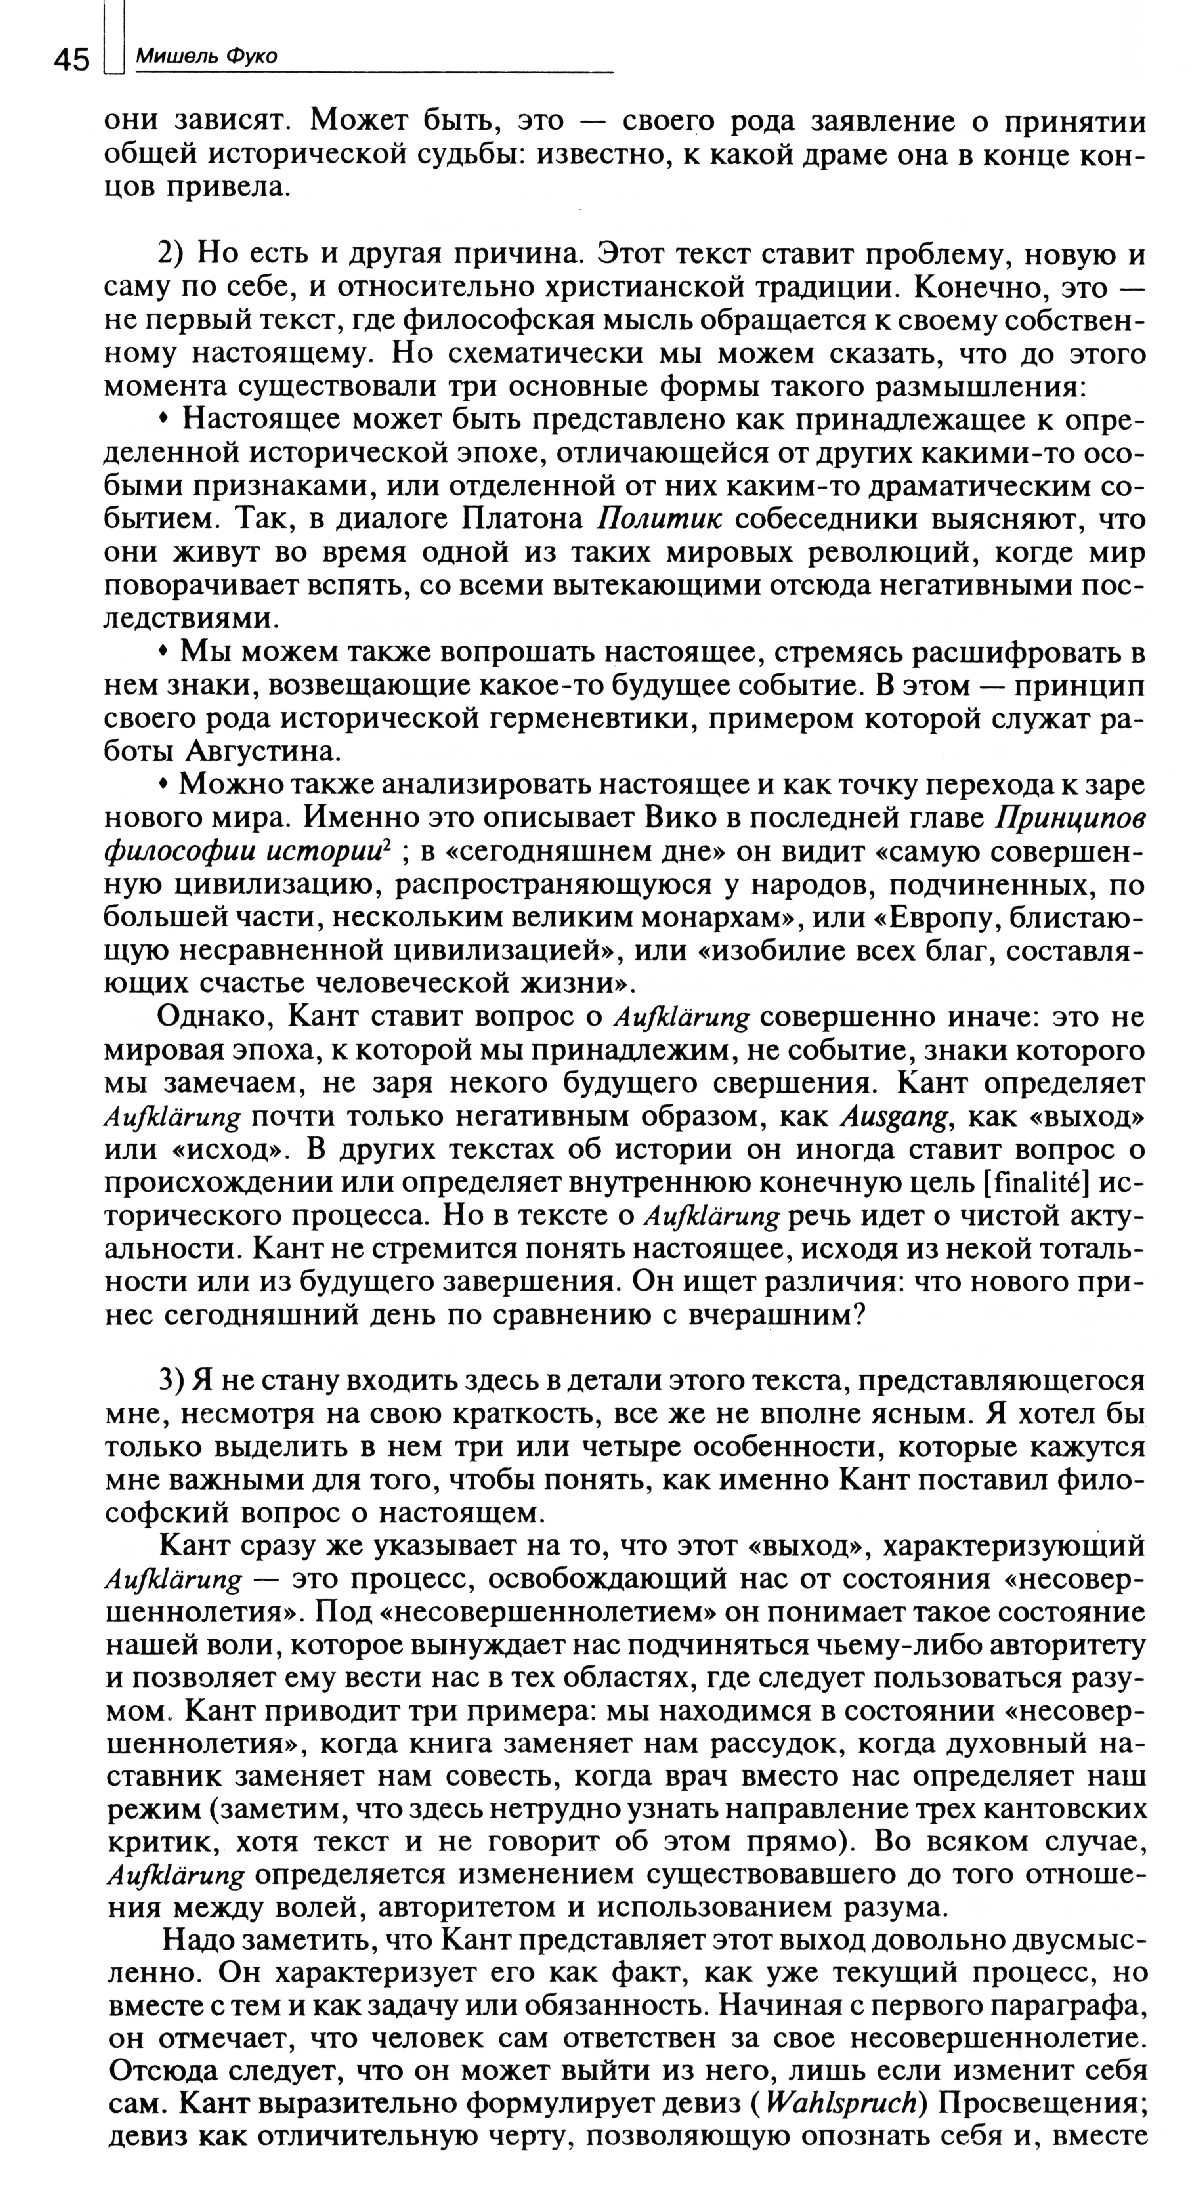 45 Мишель Фуко
они зависят. Может быть, это — своего рода заявление о принятии
общей исторической судьбы: известно, к какой драме она в конце кон-
цов привела.
2) Но есть и другая причина. Этот текст ставит проблему, новую и
саму по себе, и относительно христианской традиции. Конечно, это —
не первый текст, где философская мысль обращается к своему собствен-
ному настоящему. Но схематически мы можем сказать, что до этого
момента существовали три основные формы такого размышления:
♦ Настоящее может быть представлено как принадлежащее к опре-
деленной исторической эпохе, отличающейся от других какими-то осо-
быми признаками, или отделенной от них каким-то драматическим со-
бытием. Так, в диалоге Платона Политик собеседники выясняют, что
они живут во время одной из таких мировых революций, когде мир
поворачивает вспять, со всеми вытекающими отсюда негативными пос-
ледствиями.
♦ Мы можем также вопрошать настоящее, стремясь расшифровать в
нем знаки, возвещающие какое-то будущее событие. В этом — принцип
своего рода исторической герменевтики, примером которой служат ра-
боты Августина.
♦ Можно также анализировать настоящее и как точку перехода к заре
нового мира. Именно это описывает Вико в последней главе Принципов
философии истории² ; в «сегодняшнем дне» он видит «самую совершен-
ную цивилизацию, распространяющуюся у народов, подчиненных, по
большей части, нескольким великим монархам», или «Европу, блистаю-
щую несравненной цивилизацией», или «изобилие всех благ, составля-
ющих счастье человеческой жизни».
Однако, Кант ставит вопрос о Aufklärung совершенно иначе: это не
мировая эпоха, к которой мы принадлежим, не событие, знаки которого
мы замечаем, не заря некого будущего свершения. Кант определяет
Aufklärung почти только негативным образом, как Ausgang, как «выход»
или «исход». В других текстах об истории он иногда ставит вопрос о
происхождении или определяет внутреннюю конечную цель [finalité] ис-
торического процесса. Но в тексте о Aufklärung речь идет о чистой акту-
альности. Кант не стремится понять настоящее, исходя из некой тоталь-
ности или из будущего завершения. Он ищет различия: что нового при-
нес сегодняшний день по сравнению с вчерашним?
3) Я не стану входить здесь в детали этого текста, представляющегося
мне, несмотря на свою краткость, все же не вполне ясным. Я хотел бы
только выделить в нем три или четыре особенности, которые кажутся
мне важными для того, чтобы понять, как именно Кант поставил фило-
софский вопрос о настоящем.
Кант сразу же указывает на то, что этот «выход», характеризующий
Aufklärung — это процесс, освобождающий нас от состояния «несовер-
шеннолетия». Под «несовершеннолетием» он понимает такое состояние
нашей воли, которое вынуждает нас подчиняться чьему-либо авторитету
и позволяет ему вести нас в тех областях, где следует пользоваться разу-
мом. Кант приводит три примера: мы находимся в состоянии «несовер-
шеннолетия», когда книга заменяет нам рассудок, когда духовный на-
ставник заменяет нам совесть, когда врач вместо нас определяет наш
режим (заметим, что здесь нетрудно узнать направление трех кантовских
критик, хотя текст и не говорит об этом прямо). Во всяком случае,
Aufklärung определяется изменением существовавшего до того отноше-
ния между волей, авторитетом и использованием разума.
Надо заметить, что Кант представляет этот выход довольно двусмыс-
ленно. Он характеризует его как факт, как уже текущий процесс, но
вместе с тем и как задачу или обязанность. Начиная с первого параграфа,
он отмечает, что человек сам ответствен за свое несовершеннолетие.
Отсюда следует, что он может выйти из него, лишь если изменит себя
сам. Кант выразительно формулирует девиз (Wahlspruch) Просвещения;
девиз как отличительную черту, позволяющую опознать себя и, вместе